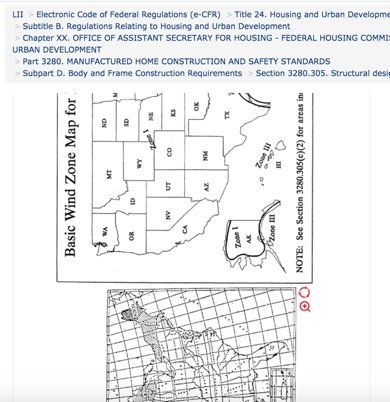 LII > Electronic Code of Federal Regulations (e-CFR) > Title 24. Housing and Urban Developme
> Subtitle B. Regulations Relating to Housing and Urban Development
> Chapter XX. OFFICE OF ASSISTANT SECRETARY FOR HOUSING - FEDERAL HOUSING COMMIS
URBAN DEVELOPMENT
> Part 3280. MANUFACTURED HOME CONSTRUCTION AND SAFETY STANDARDS
> Subpart D. Body and Frame Construction Requirements > Section 3280.305. Structural desig
Basic Wind Zone Map for
WA
MT
ND
M
OR
ID
WY
SD
NE
Zone I
NV
UT
CO
KS
CA
AZ
NM
OK
TX
Zone I
AK
Zone III
Zone III
HI
NOTE: See Section 3280.305(c)(2) for areas in